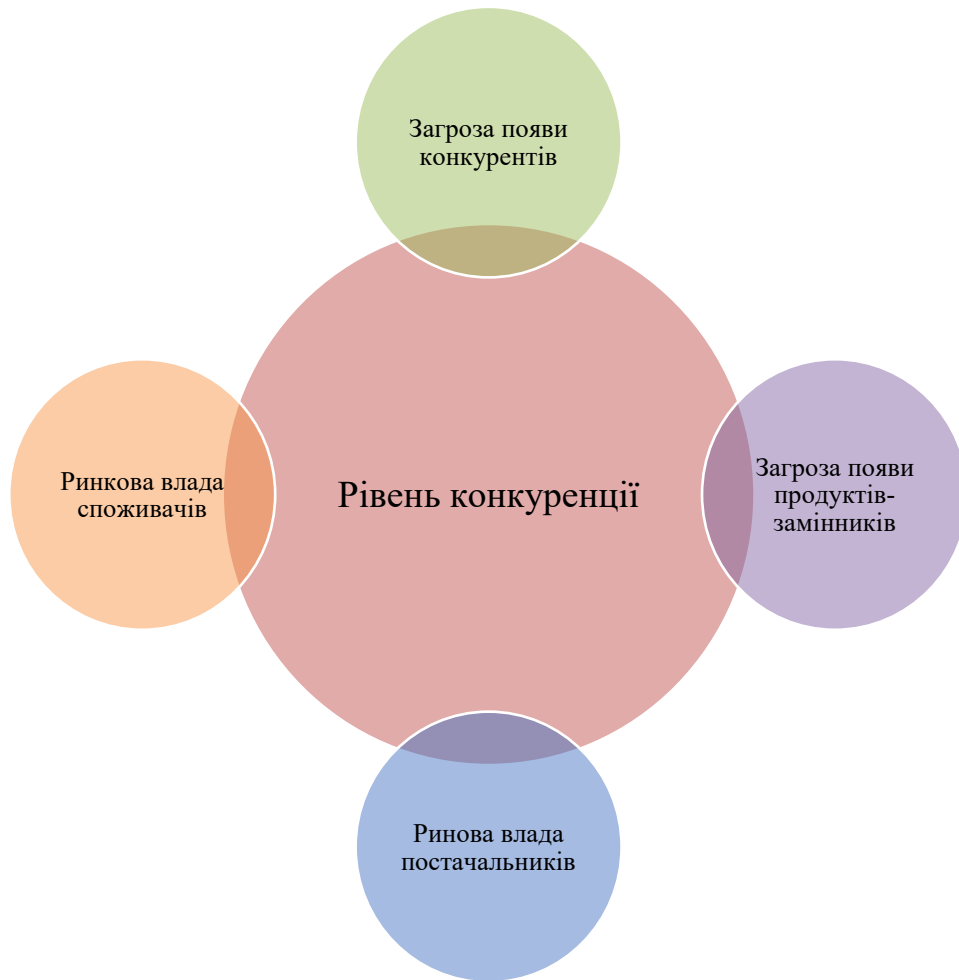 Загроза появи
конкурентів
Ринкова влада
споживачів
Рівень конкуренції
Загроза появи
продуктів-
замінників
Ринова влада
постачальників